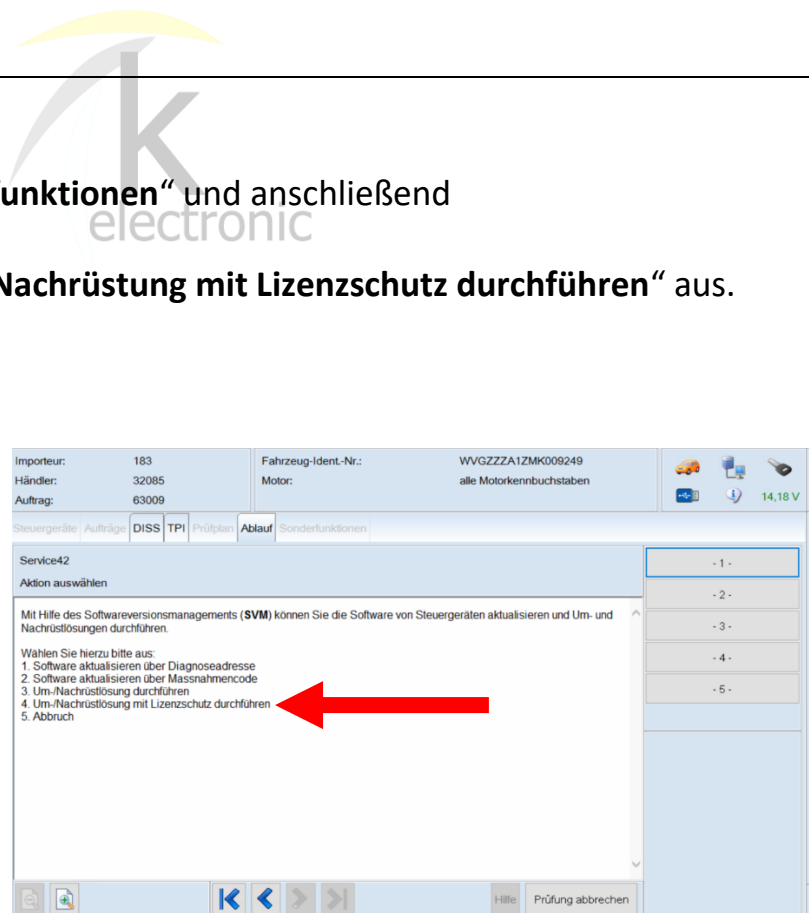 k
electronic
unktionen“ und anschließend
Nachrüstung mit Lizenzschutz durchführen“ aus.
Importeur: 183 Fahrzeug-Ident.-Nr.: WVGZZZA1ZMK009249
Händler: 32085 Motor: alle Motorkennbuchstaben
Auftrag: 63009 14,18 V
Steuergeräte Aufträge DISS TPI Prüfplan Ablauf Sonderfunktionen
Service42
Aktion auswählen
Mit Hilfe des Softwareversionsmanagements (SVM) können Sie die Software von Steuergeräten aktualisieren und Um- und
Nachrüstlösungen durchführen.
Wählen Sie hierzu bitte aus:
1. Software aktualisieren über Diagnoseadresse
2. Software aktualisieren über Massnahmencode
3. Um-/Nachrüstlösung durchführen
4. Um-/Nachrüstlösung mit Lizenzschutz durchführen
5. Abbruch
- 1 -
- 2 -
- 3 -
- 4 -
- 5 -
Hilfe Prüfung abbrechen